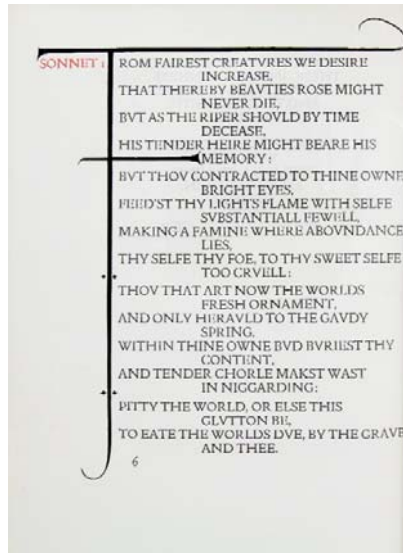 SONNET 1.
FROM FAIREST CREATVRES WE DESIRE
INCREASE,
THAT THEREBY BEAVTIES ROSE MIGHT
NEVER DIE,
BVT AS THE RIPER SHOVLD BY TIME
DECEASE,
HIS TENDER HEIRE MIGHT BEARE HIS
MEMORY:
BVT THOV CONTRACTED TO THINE OWNE
BRIGHT EYES,
FEED'ST THY LIGHTS FLAME WITH SELFE
SVBSTANTIALL FEWELL,
MAKING A FAMINE WHERE ABOVNDANCE
LIES,
THY SELFE THY FOE, TO THY SWEET SELFE
TOO CRVELL:
THOV THAT ART NOW THE WORLDS
FRESH ORNAMENT,
AND ONLY HERAVLD TO THE GAVDY
SPRING,
WITHIN THINE OWNE BVD BVRIEST THY
CONTENT,
AND TENDER CHORLE MAKST WAST
IN NIGGARDING:
PITTY THE WORLD, OR ELSE THIS
GLVTTON BE,
TO EATE THE WORLDS DVE, BY THE GRAVE
AND THEE.
6